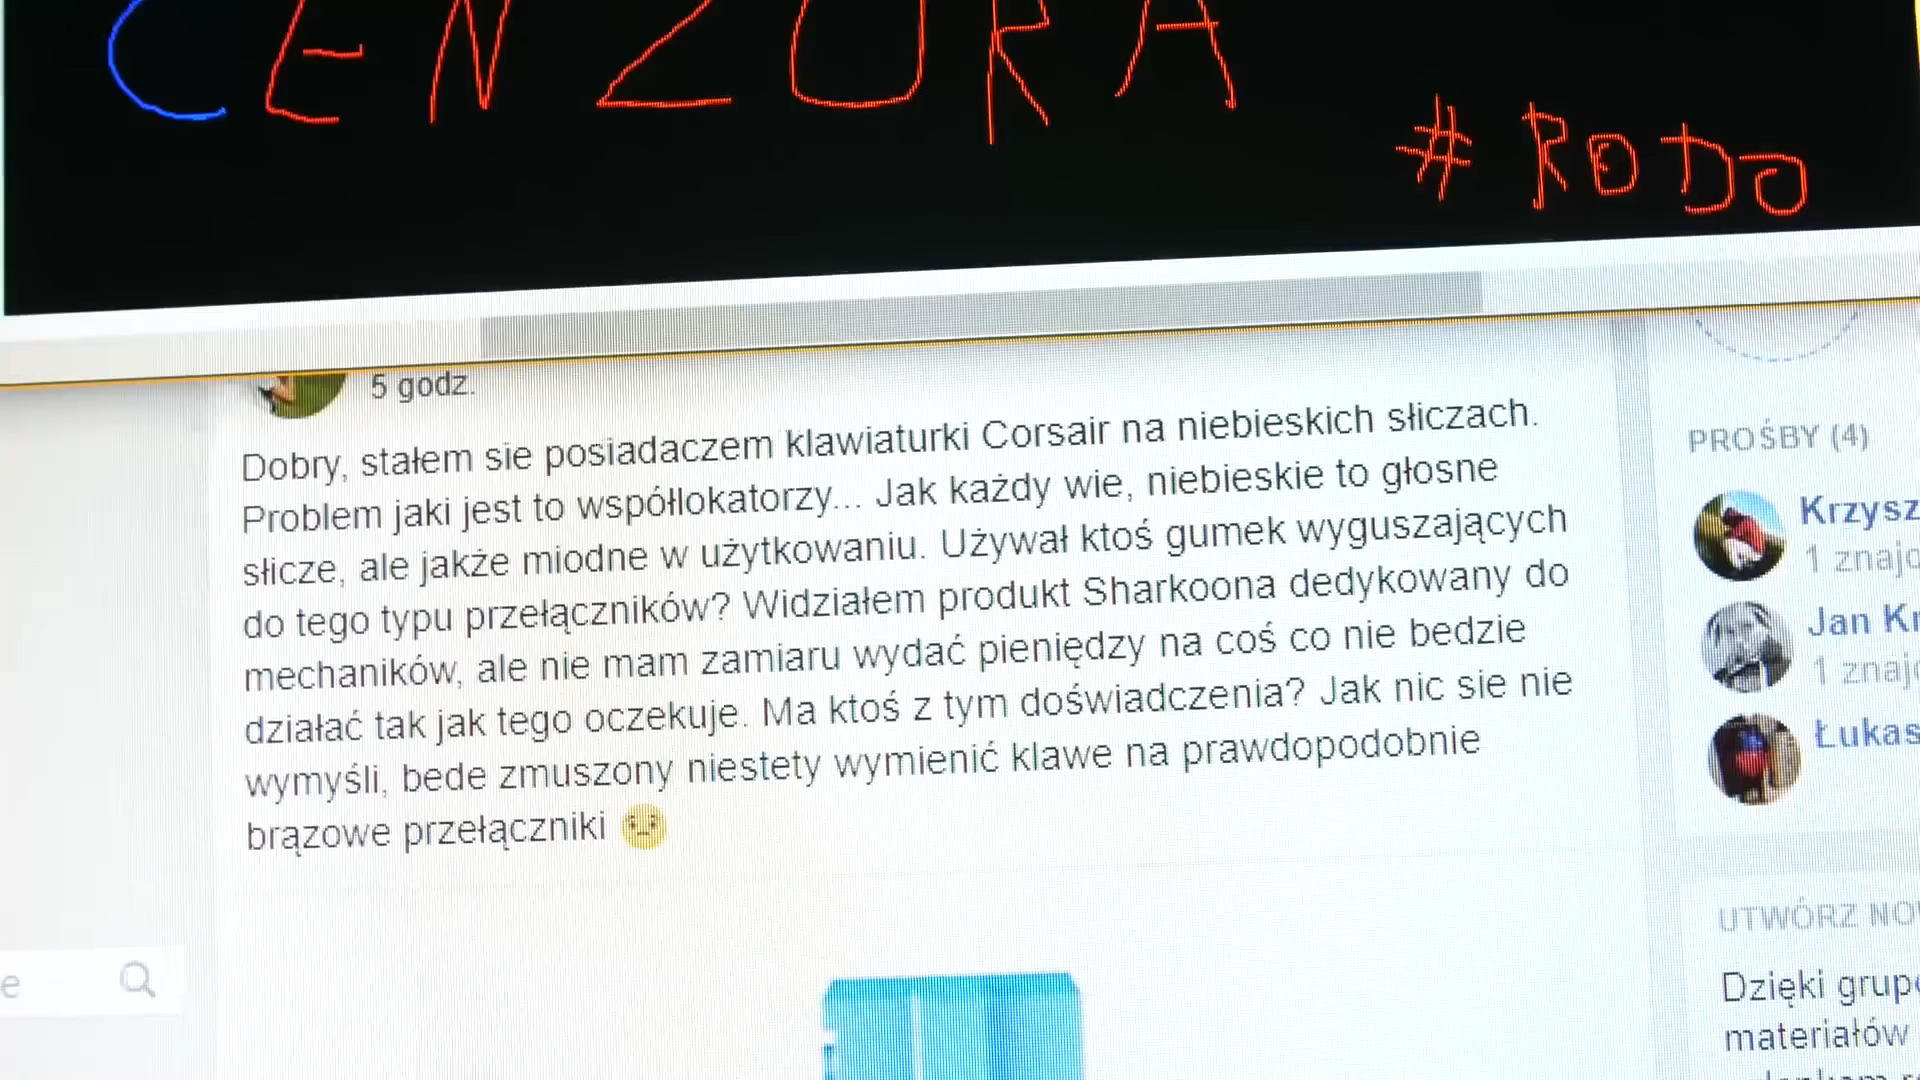 CENZURA
#RODO
5 godz.
Dobry, stałem sie posiadaczem klawiaturki Corsair na niebieskich słiczach.
Problem jaki jest to współlokatorzy... Jak każdy wie, niebieskie to głosne
słicze, ale jakże miodne w użytkowaniu. Używał ktoś gumek wyguszających
do tego typu przełączników? Widziałem produkt Sharkoona dedykowany do
mechaników, ale nie mam zamiaru wydać pieniędzy na coś co nie bedzie
działać tak jak tego oczekuje. Ma ktoś z tym doświadczenia? Jak nic sie nie
wymyśli, bede zmuszony niestety wymienić klawe na prawdopodobnie
brązowe przełączniki
PROŚBY (4)
Krzysz
1 znajo
Jan Kr
1 znajo
Łukas
UTWÓRZ NO
Dzięki grup
materiałów
e